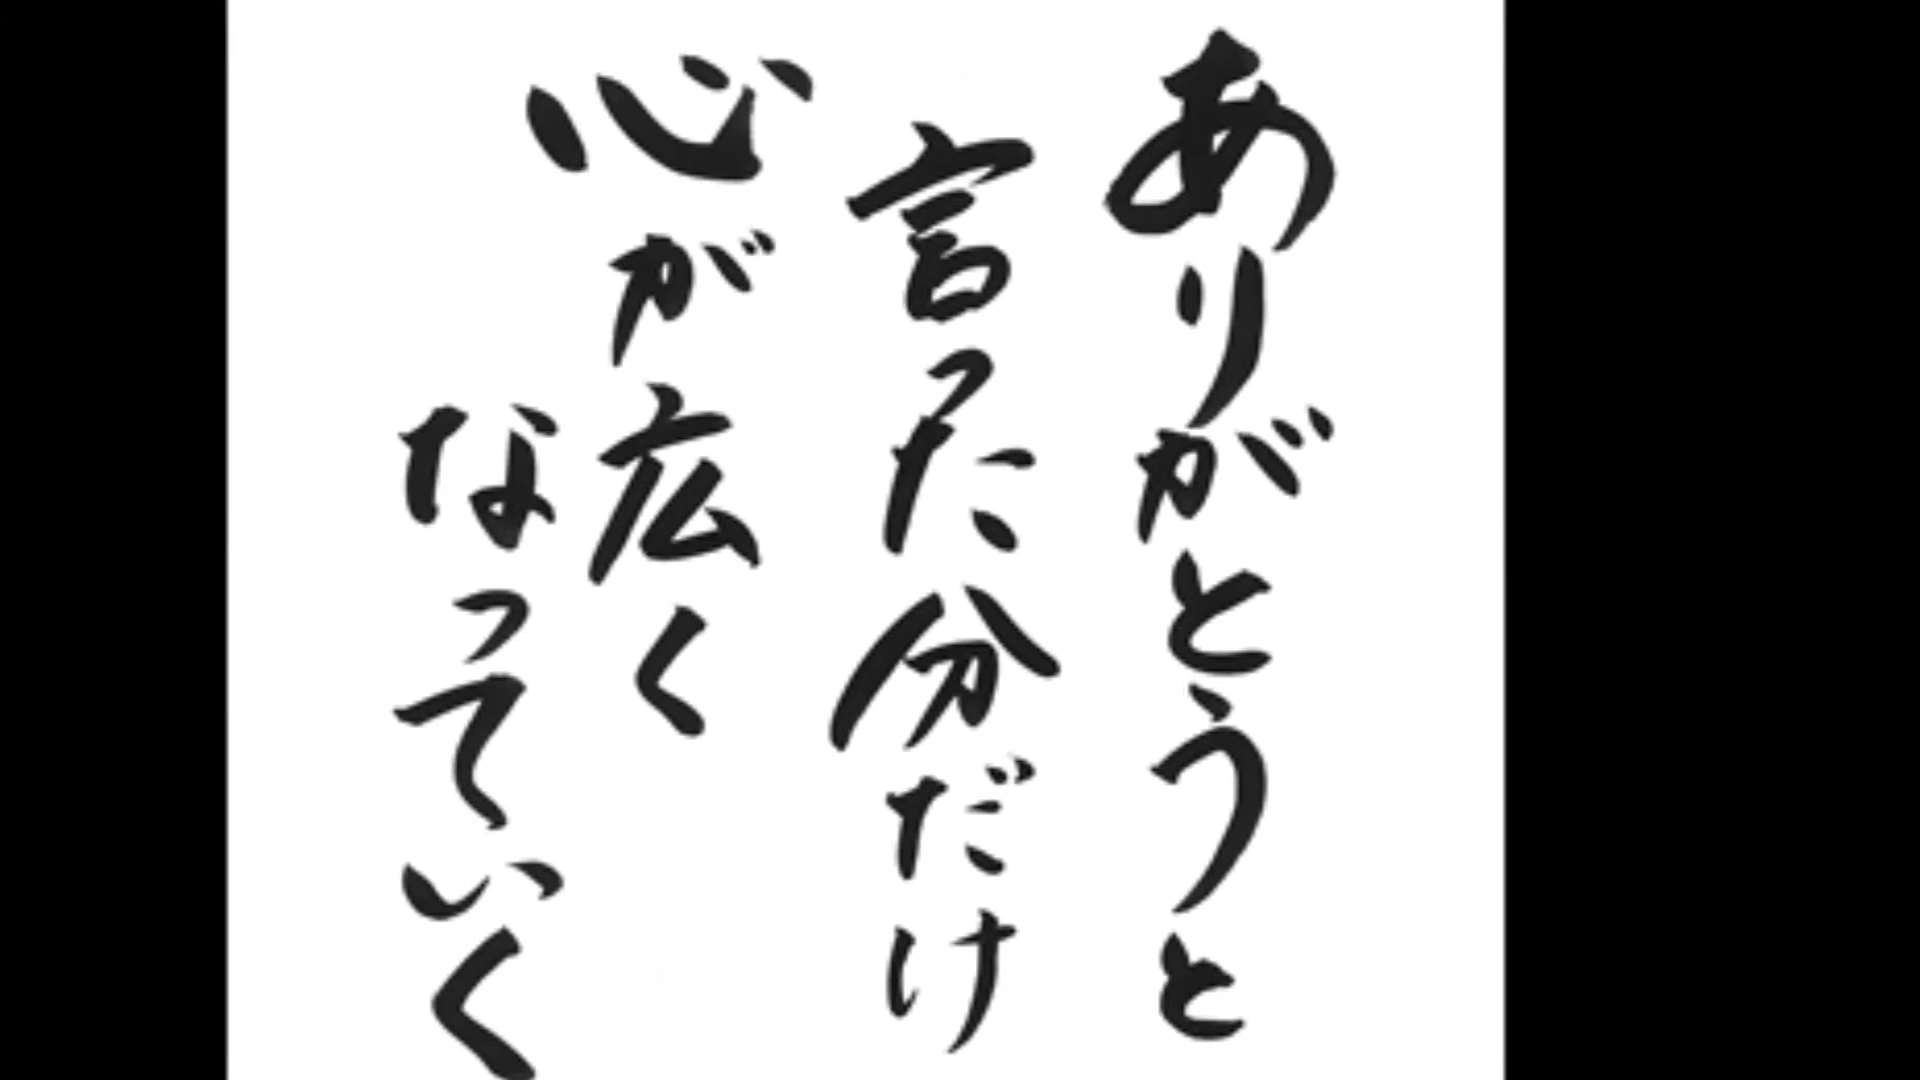 ありがとうと
言った分だけ
心が広く
なっていく